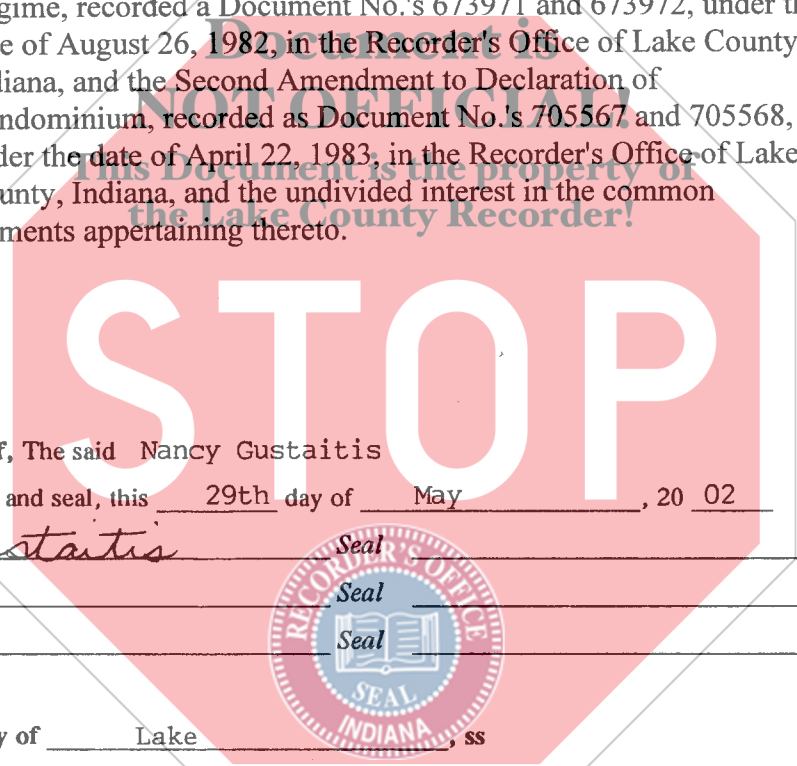 gime, recorded a Document No.'s 673971 and 673972, under th
e of August 26, 1982, in the Recorder's Office of Lake County
liana, and the Second Amendment to Declaration of
ndominium, recorded as Document No.'s 705567 and 705568,
der the date of April 22, 1983, in the Recorder's Office of Lake
unty, Indiana, and the undivided interest in the common
ments appertaining thereto.
Document is
NOT OFFICIAL!
This Document is the property of
the Lake County Recorder!
STOP
f, The said Nancy Gustaitis
and seal, this 29th day of May, 20 02
staitis Seal
Seal
Seal
RECORDER'S OFFICE
SEAL
INDIANA
y of Lake, ss